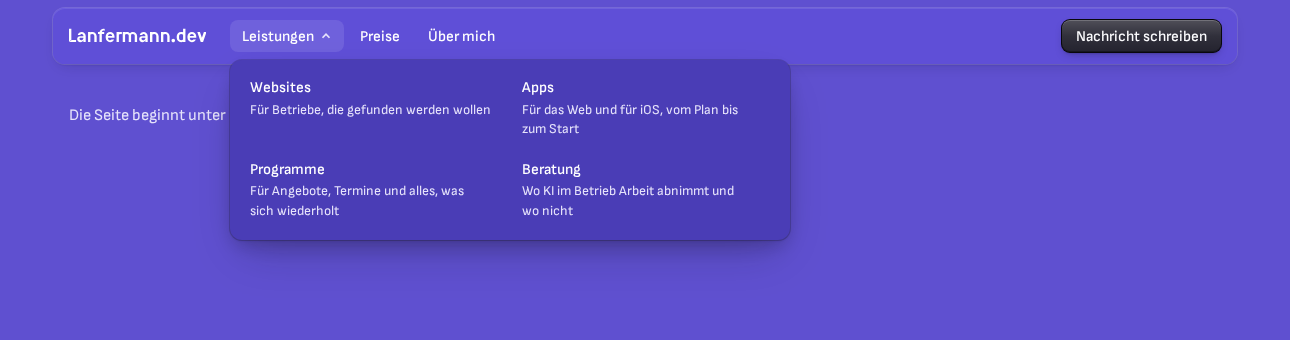 Lanfermann.dev Leistungen Preise Über mich Nachricht schreiben
Die Seite beginnt unter
Websites
Für Betriebe, die gefunden werden wollen
Apps
Für das Web und für iOS, vom Plan bis
zum Start
Programme
Für Angebote, Termine und alles, was
sich wiederholt
Beratung
Wo KI im Betrieb Arbeit abnimmt und
wo nicht